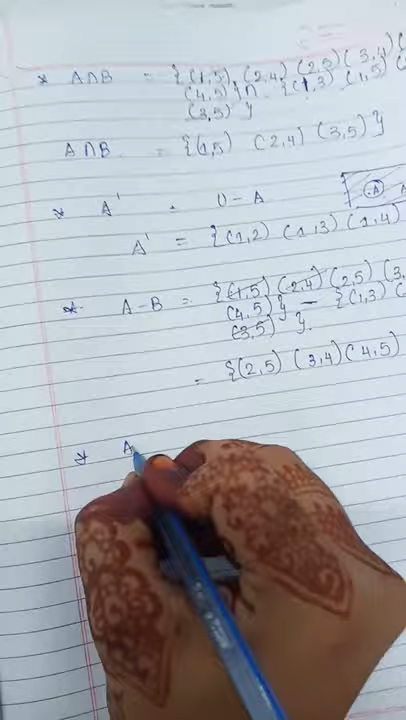 * A∩B = {(1,5), (2,4) (2,5) (3,4)
(4,5) } ∩ {(1,3) (1,5)
(3,5) }
A∩B = {(1,5) (2,4) (3,5) }
* A' = U - A
A
A' = {(1,2) (1,3) (1,4)
* A-B = {(1,5) (2,4) (2,5) (3,
(4,5) } - {(1,3)
(3,5) }.
= {(2,5) (3,4) (4,5)
* A